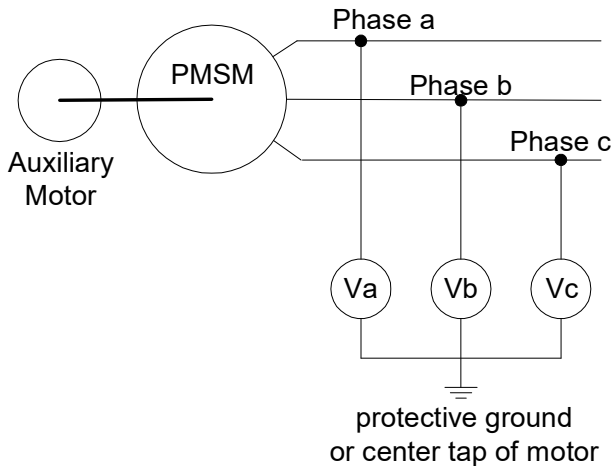 Phase a
PMSM
Phase b
Phase c
Auxiliary
Motor
Va
Vb
Vc
protective ground
or center tap of motor